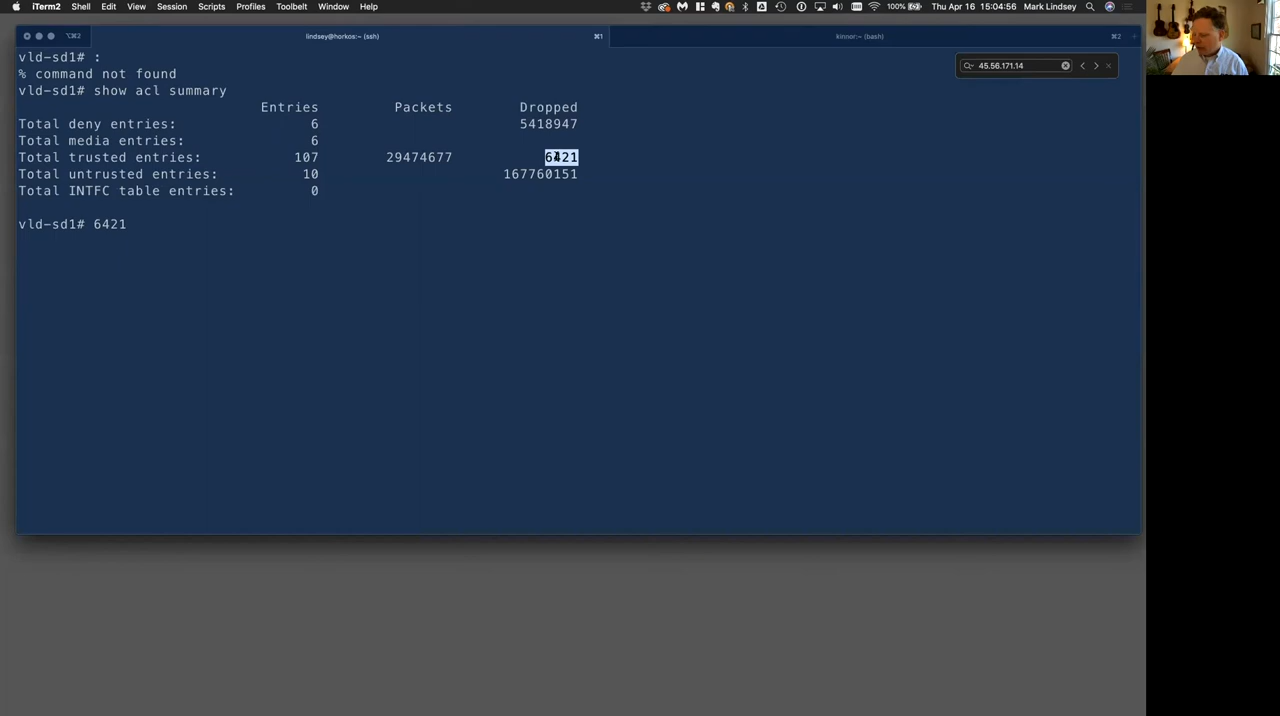 iTerm2 Shell Edit View Session Scripts Profiles Toolbelt Window Help 100% Thu Apr 16 15:04:56 Mark Lindsey
⌥⌘2 lindsey@horkos:~ (ssh) ⌘1 kinnor:~ (bash) ⌘2
vld-sd1# :
45.56.171.14
% command not found
vld-sd1# show acl summary
Entries Packets Dropped
Total deny entries: 6 5418947
Total media entries: 6
Total trusted entries: 107 29474677 6421
Total untrusted entries: 10 167760151
Total INTFC table entries: 0
vld-sd1# 6421